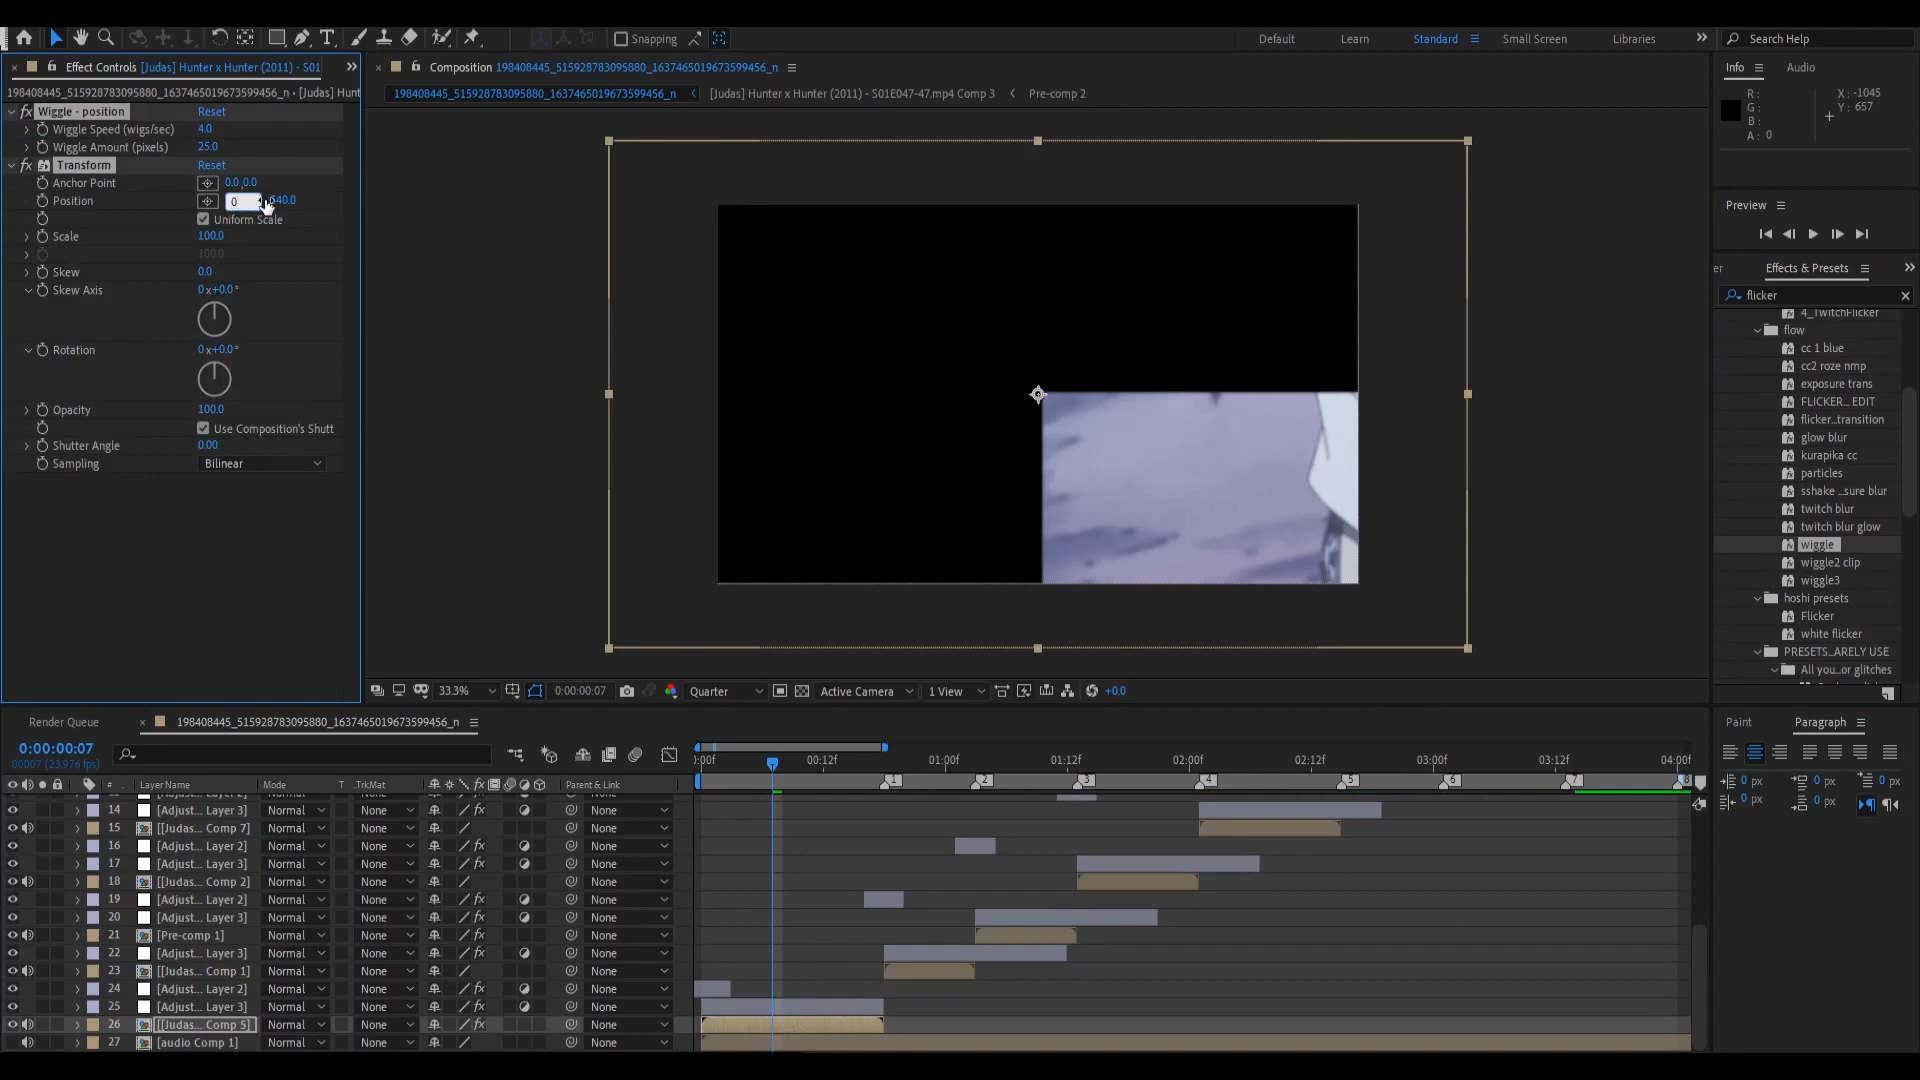 Snapping
Default
Learn
Standard
Small Screen
Libraries
Search Help
Effect Controls [Judas] Hunter x Hunter (2011) - S01
Composition 198408445_515928783095880_1637465019673599456_n
Info
Audio
198408445_515928783095880_1637465019673599456_n • [Judas] Hunt
198408445_515928783095880_1637465019673599456_n
[Judas] Hunter x Hunter (2011) - S01E047-47.mp4 Comp 3
Pre-comp 2
R :
G :
B :
A : 0
X : -1045
Y : 657
fx Wiggle - position Reset
Wiggle Speed (wigs/sec) 4.0
Wiggle Amount (pixels) 25.0
fx Transform Reset
Anchor Point 0.0,0.0
Position 0 540.0
Uniform Scale
Scale 100.0
100.0
Skew 0.0
Skew Axis 0x+0.0°
Rotation 0x+0.0°
Opacity 100.0
Use Composition's Shutt
Shutter Angle 0.00
Sampling Bilinear
Preview
er
Effects & Presets
flicker
4_TwitchFlicker
flow
cc 1 blue
cc2 roze nmp
exposure trans
FLICKER... EDIT
flicker...transition
glow blur
kurapika cc
particles
sshake ...sure blur
twitch blur
twitch blur glow
wiggle
wiggle2 clip
wiggle3
hoshi presets
Flicker
white flicker
PRESETS...ARELY USE
All you...or glitches
33.3%
0:00:00:07
Quarter
Active Camera
1 View
+0.0
Render Queue
198408445_515928783095880_1637465019673599456_n
Paint
Paragraph
0:00:00:07
00007 (23.976 fps)
# Layer Name Mode T .TrkMat fx Parent & Link
:00f 00:12f 01:00f 01:12f 02:00f 02:12f 03:00f 03:12f 04:00f
1 2 3 4 5 6 7 8
0 px 0 px 0 px
0 px 0 px
14 [Adjust... Layer 3] Normal None fx None
15 [[Judas... Comp 7] Normal None None
16 [Adjust... Layer 2] Normal None fx None
17 [Adjust... Layer 3] Normal None fx None
18 [[Judas... Comp 2] Normal None None
19 [Adjust... Layer 2] Normal None fx None
20 [Adjust... Layer 3] Normal None fx None
21 [Pre-comp 1] Normal None None
22 [Adjust... Layer 3] Normal None fx None
23 [[Judas... Comp 1] Normal None None
24 [Adjust... Layer 2] Normal None fx None
25 [Adjust... Layer 3] Normal None fx None
26 [[Judas... Comp 5] Normal None fx None
27 [audio Comp 1] Normal None None